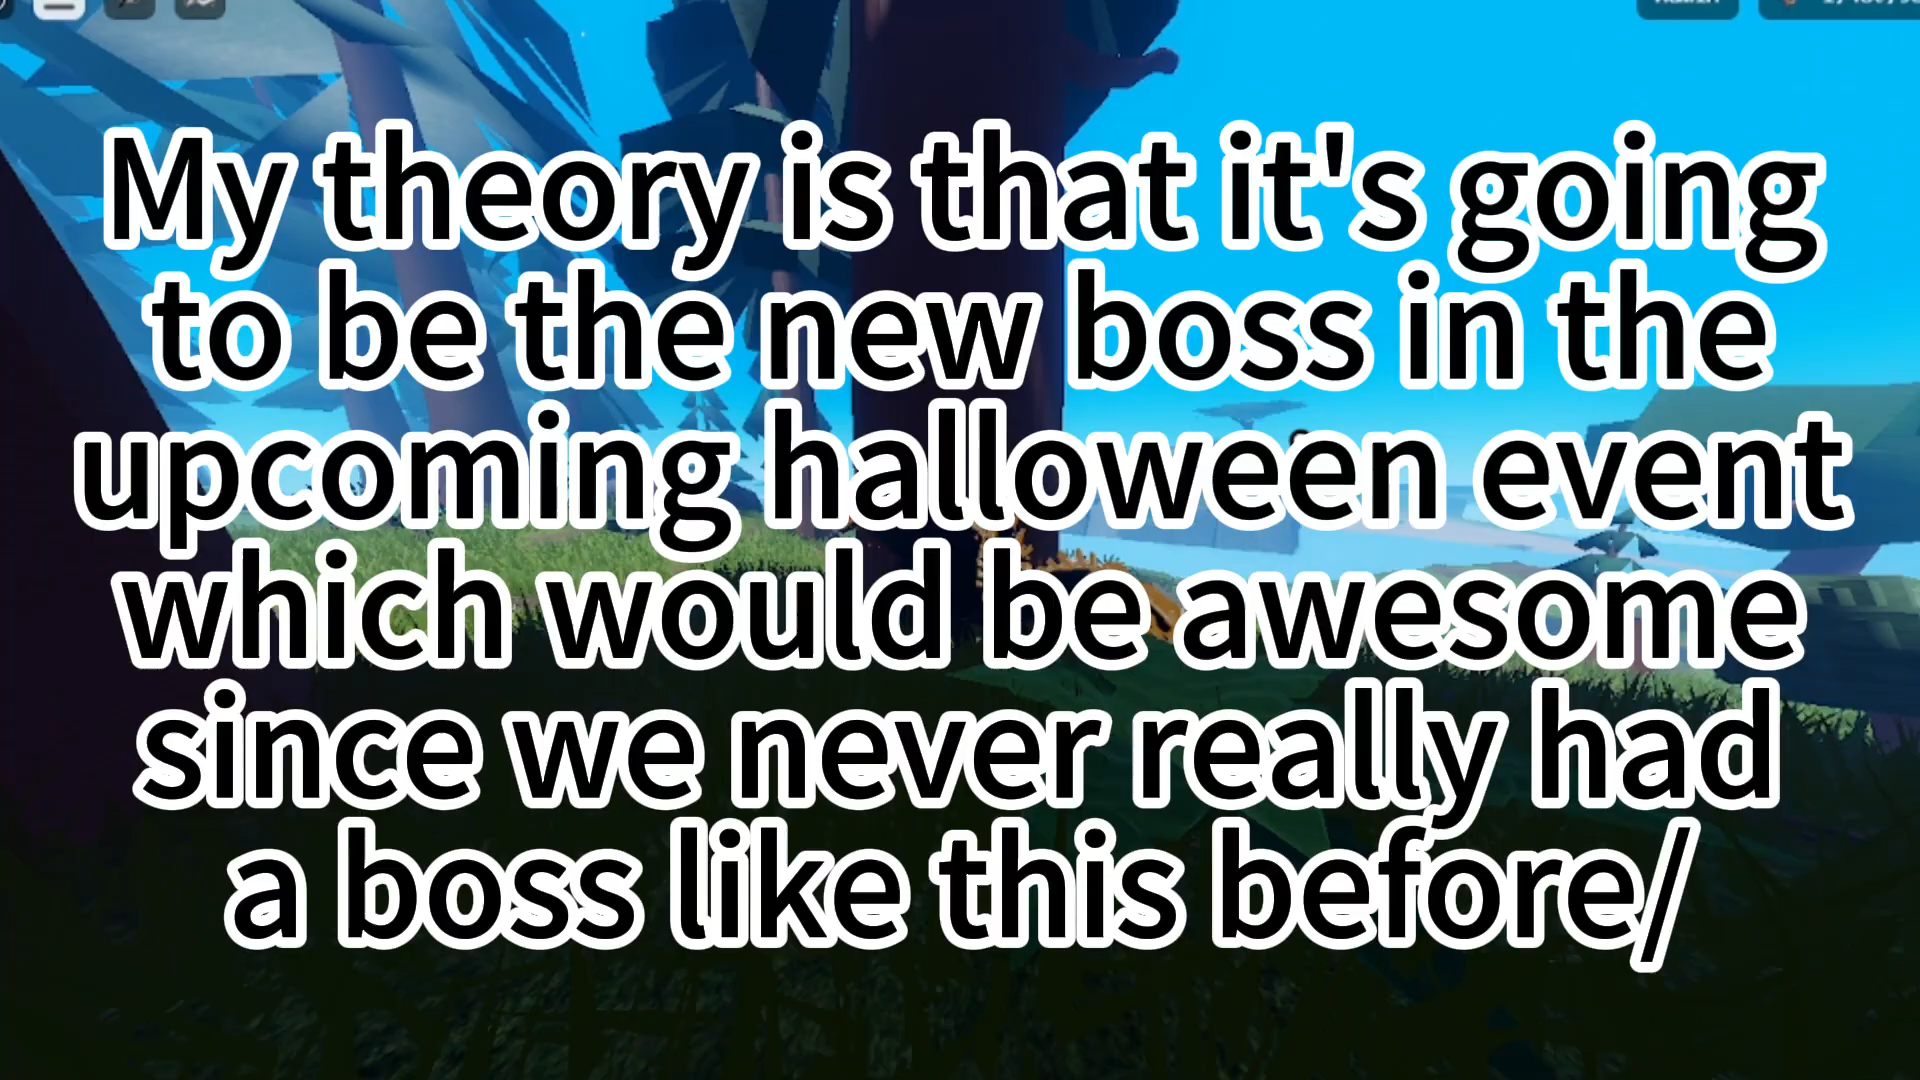 My theory is that it's going
to be the new boss in the
upcoming halloween event
which would be awesome
since we never really had
a boss like this before/